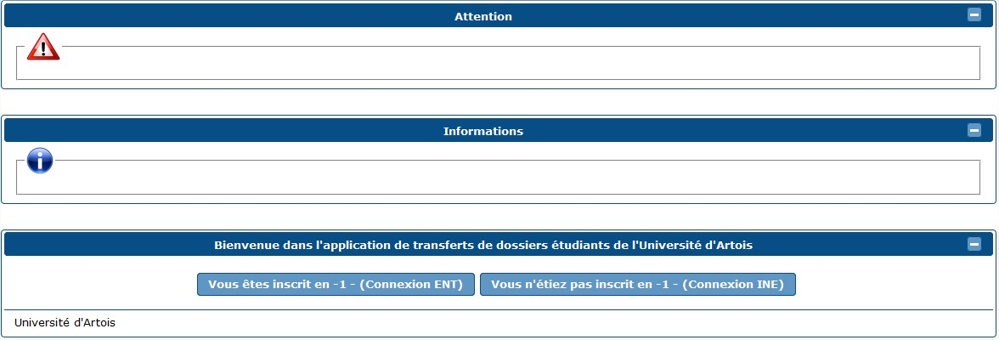 Attention
Informations
Bienvenue dans l'application de transferts de dossiers étudiants de l'Université d'Artois
Vous êtes inscrit en -1 - (Connexion ENT) Vous n'étiez pas inscrit en -1 - (Connexion INE)
Université d'Artois